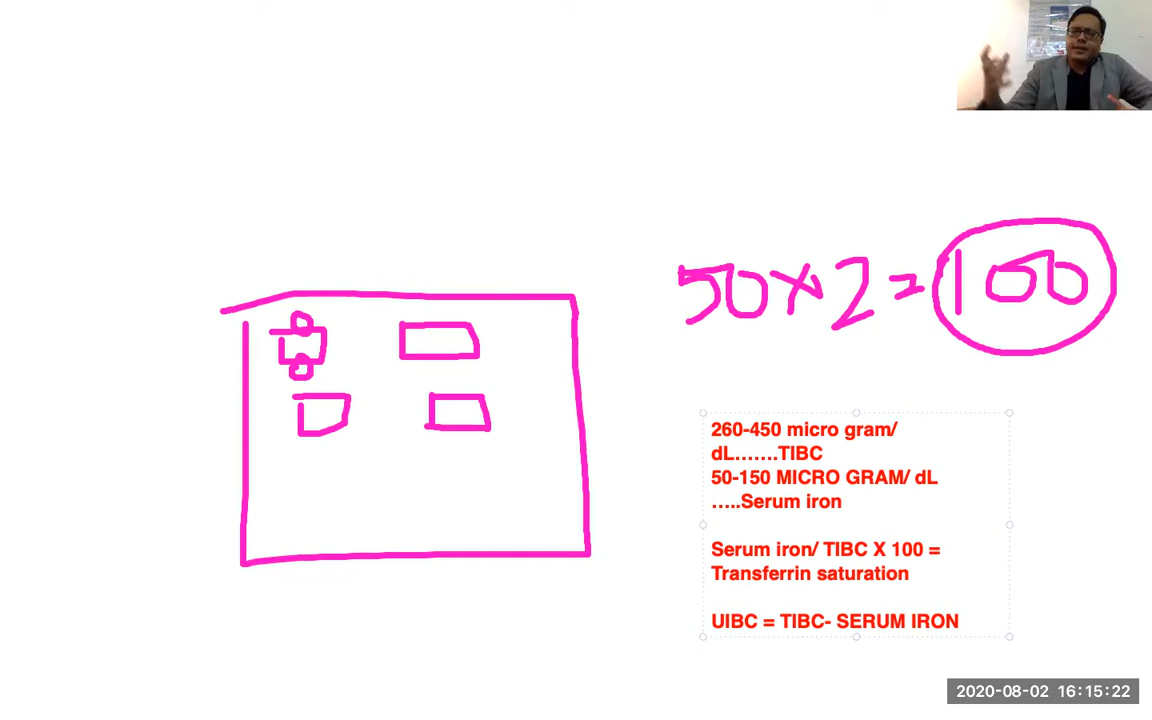 50x2=100
260-450 micro gram/
dL.......TIBC
50-150 MICRO GRAM/ dL
.....Serum iron
Serum iron/ TIBC X 100 =
Transferrin saturation
UIBC = TIBC- SERUM IRON
2020-08-02 16:15:22